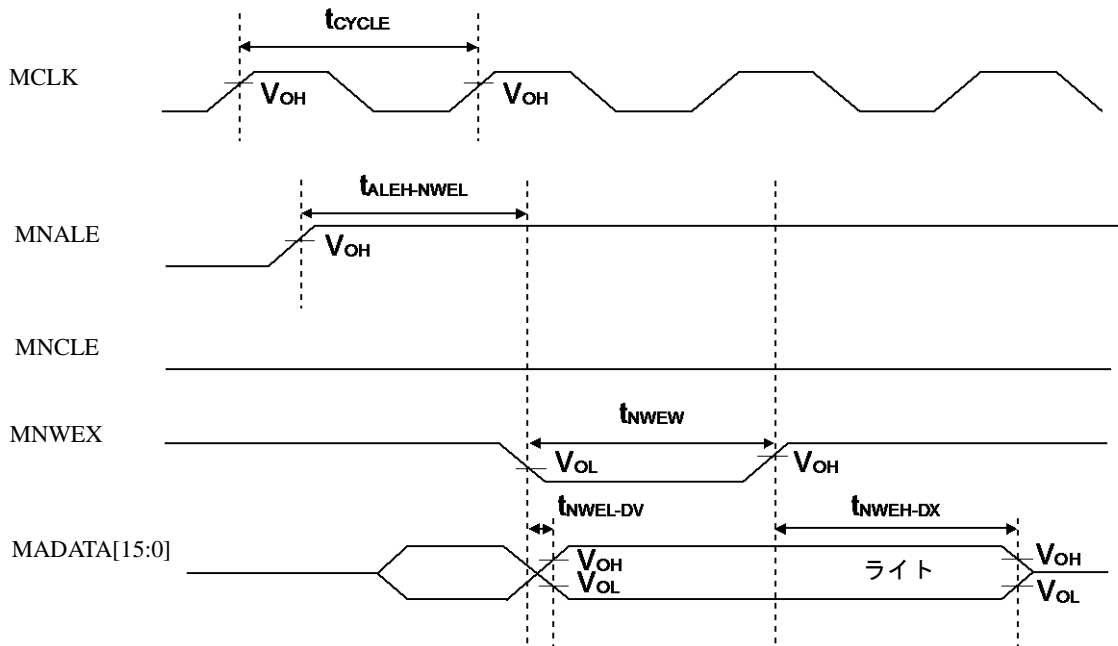 tCYCLE
MCLK
VOH
VOH
tALEH-NWEL
MNALE
VOH
MNCLE
tNWEW
MNWEX
VOL
VOH
tNWEL-DV
tNWEH-DX
MADATA[15:0]
VOH
ライト
VOH
VOL
VOL